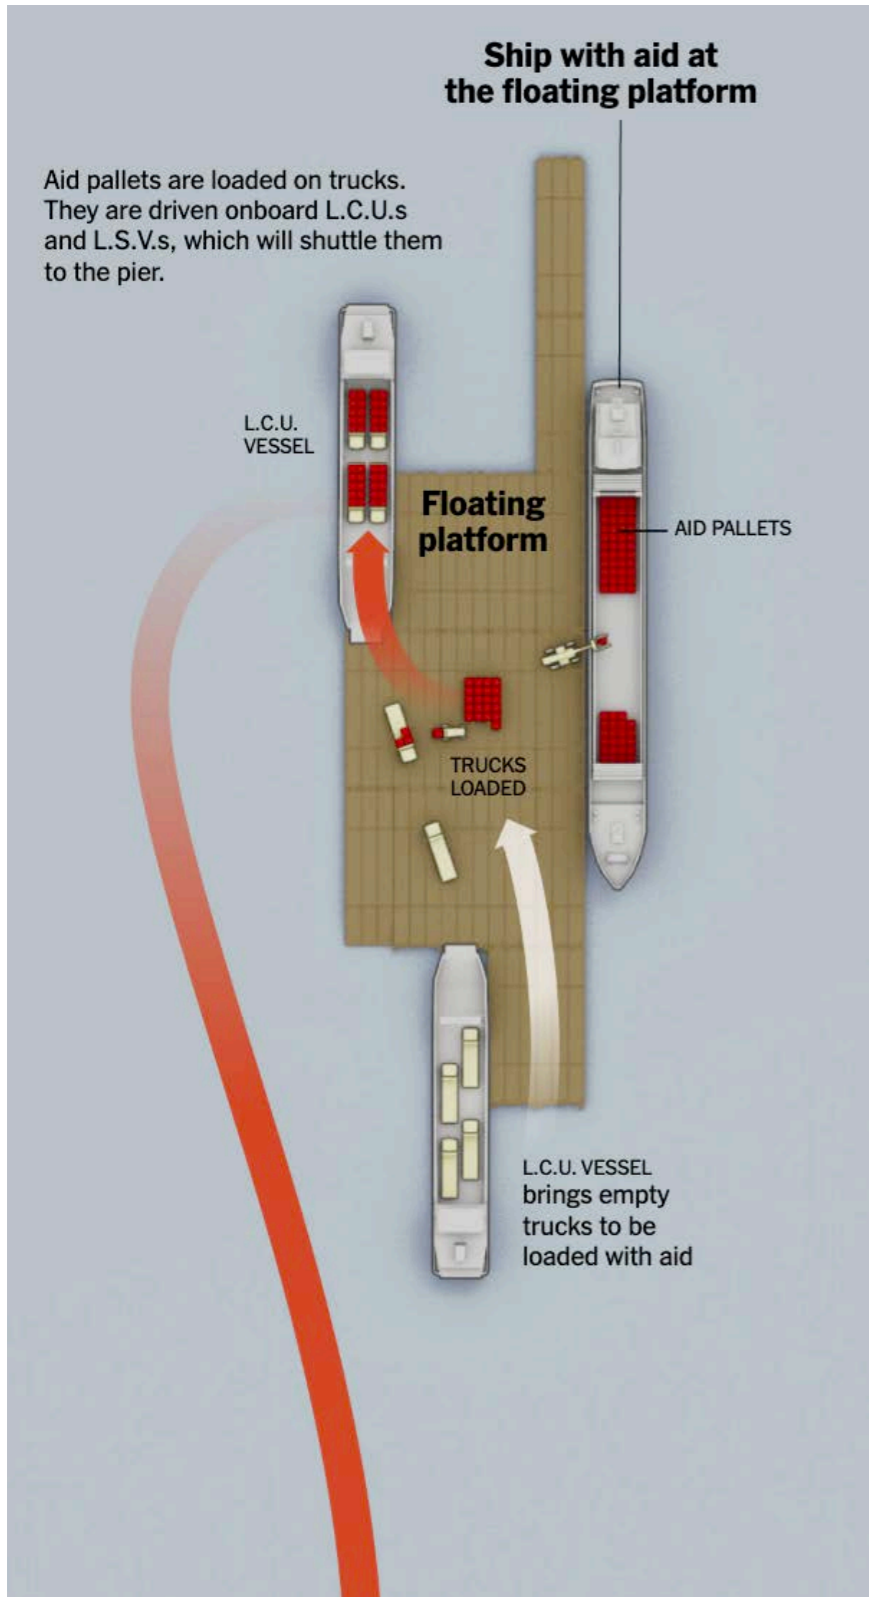 Ship with aid at
the floating platform
Aid pallets are loaded on trucks.
They are driven onboard L.C.U.s
and L.S.V.s, which will shuttle them
to the pier.
L.C.U.
VESSEL
Floating
platform
AID PALLETS
TRUCKS
LOADED
L.C.U. VESSEL
brings empty
trucks to be
loaded with aid